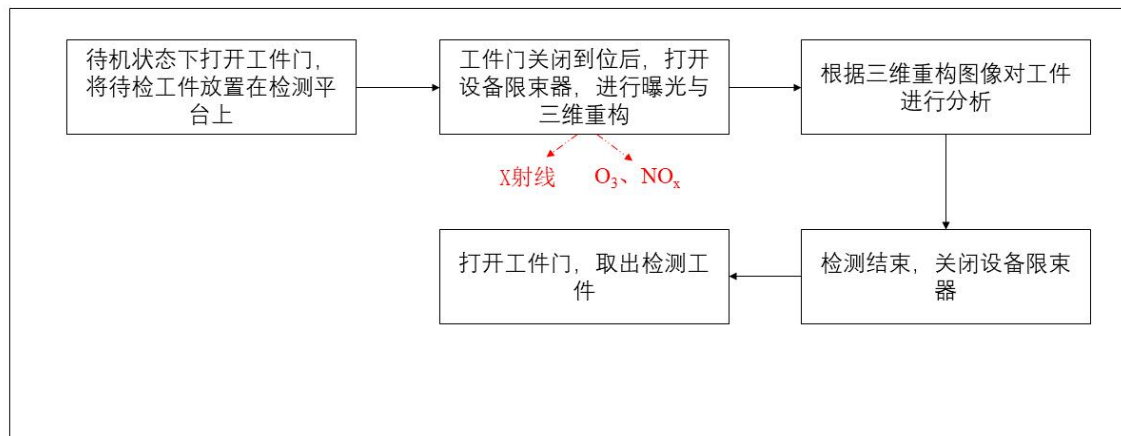 待机状态下打开工件门，
将待检工件放置在检测平
台上
工件门关闭到位后，打开
设备限束器，进行曝光与
三维重构
根据三维重构图像对工件
进行分析
X射线
O₃、NOₓ
检测结束，关闭设备限束
器
打开工件门，取出检测工
件